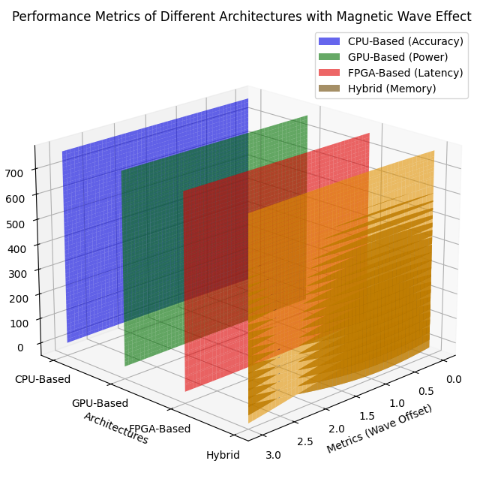 Performance Metrics of Different Architectures with Magnetic Wave Effect
CPU-Based (Accuracy)
GPU-Based (Power)
FPGA-Based (Latency)
Hybrid (Memory)
700
600
500
400
300
200
100
0
CPU-Based
GPU-Based
FPGA-Based
Hybrid
Architectures
3.0
2.5
2.0
1.5
1.0
0.5
0.0
Metrics (Wave Offset)